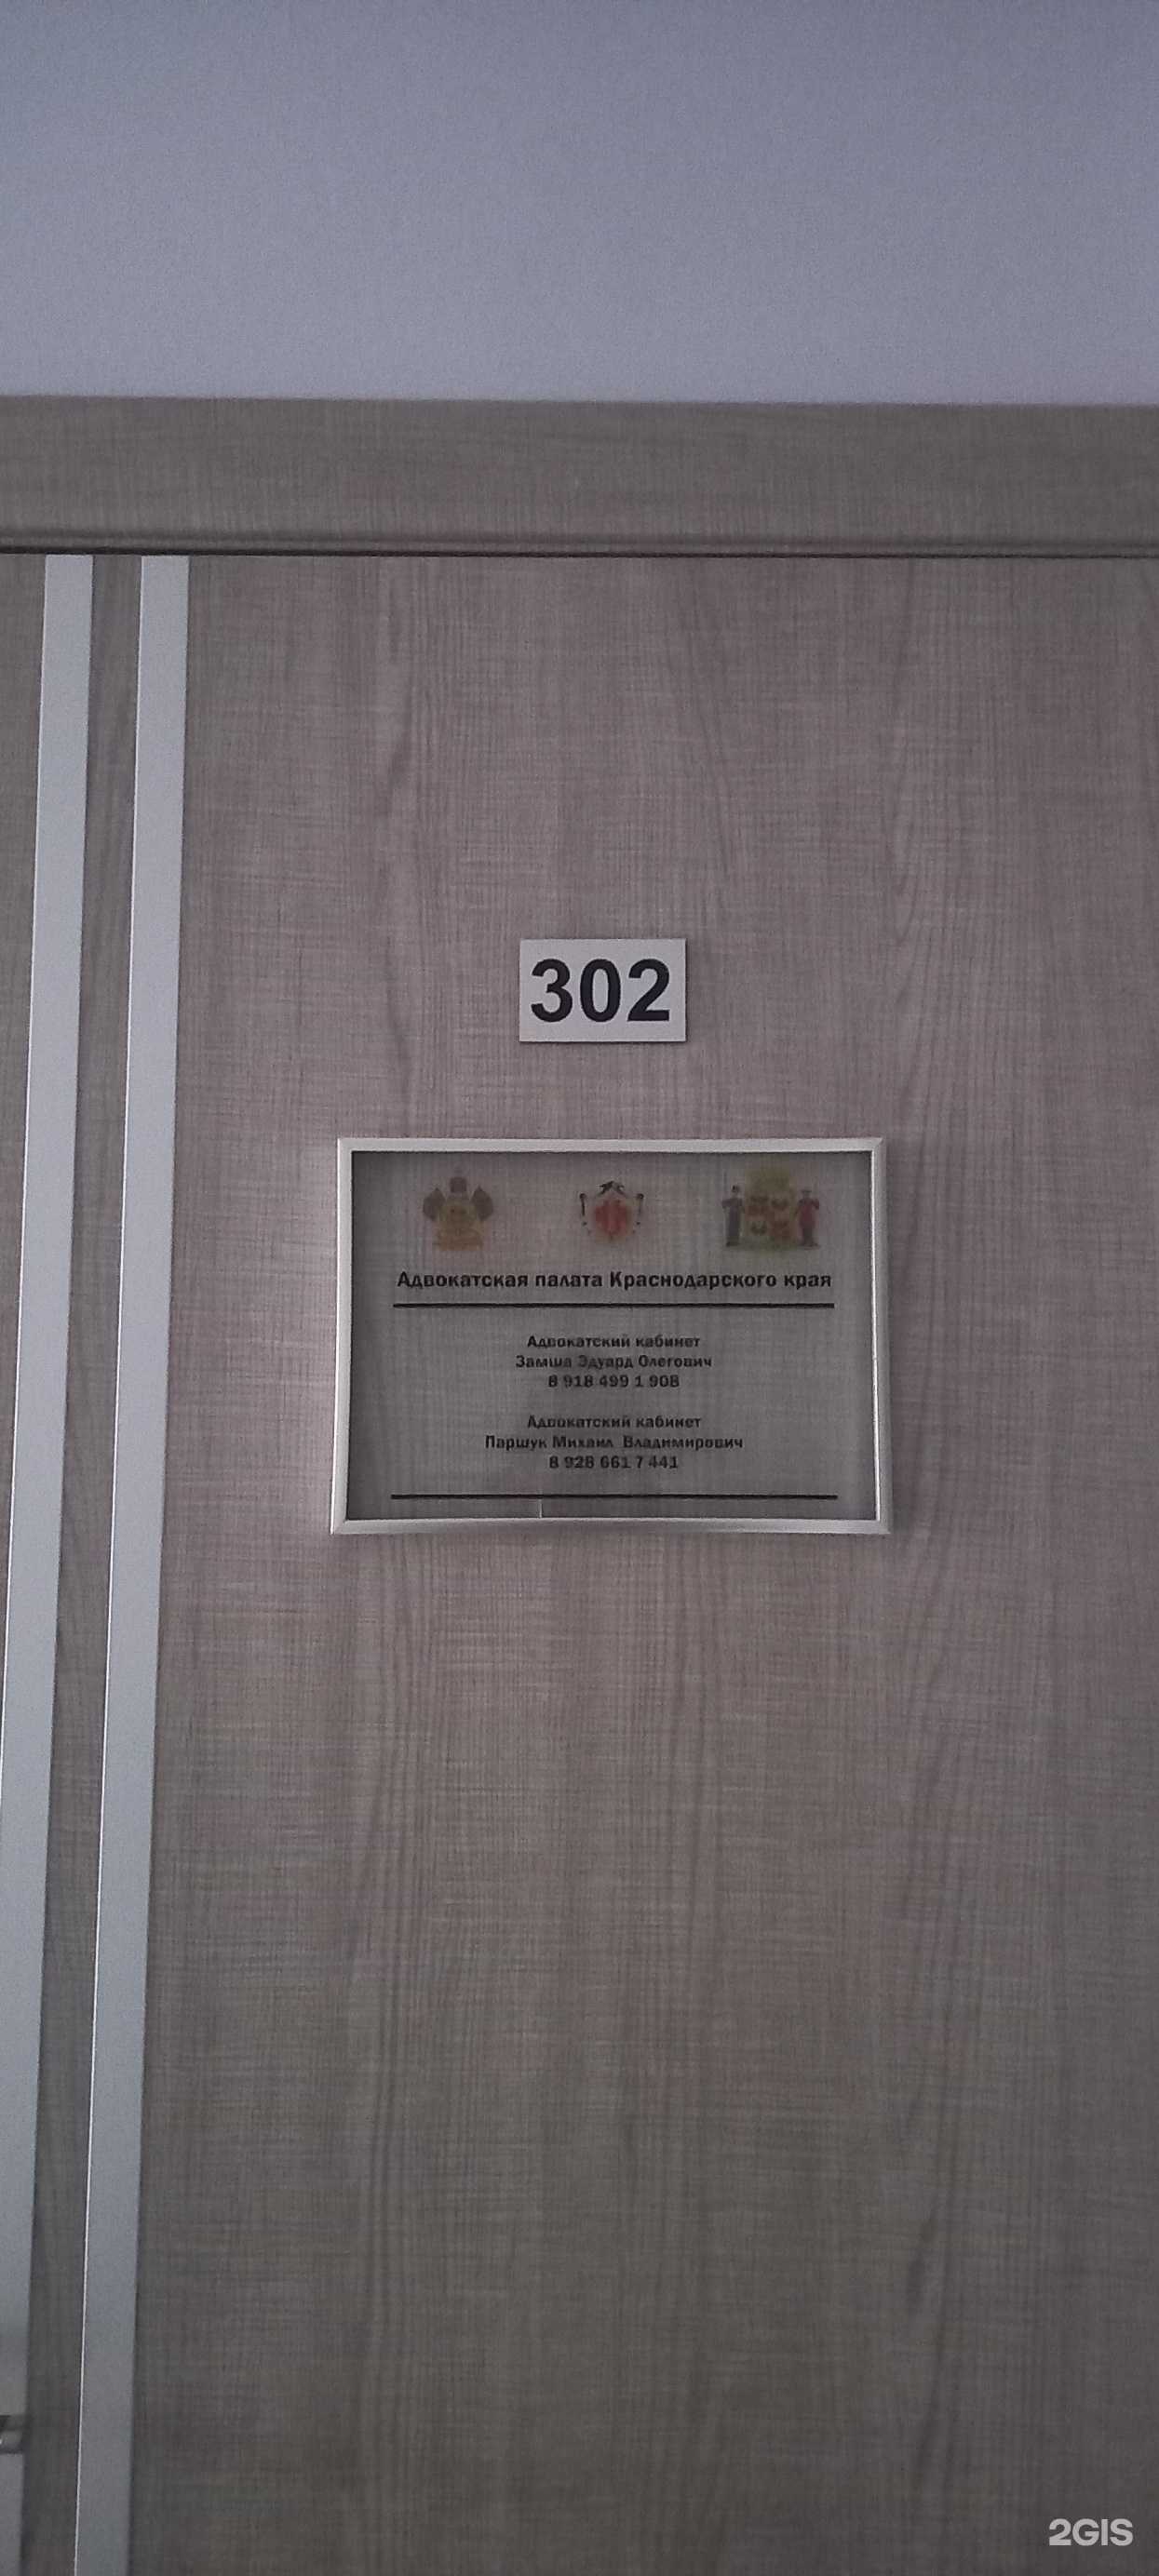 302
Адвокатская палата Краснодарского края
Адвокатский кабинет
Замша Эдуард Олегович
8 918 499 1 908
Адвокатский кабинет
Паршук Михаил Владимирович
8 928 661 7 441
2GIS